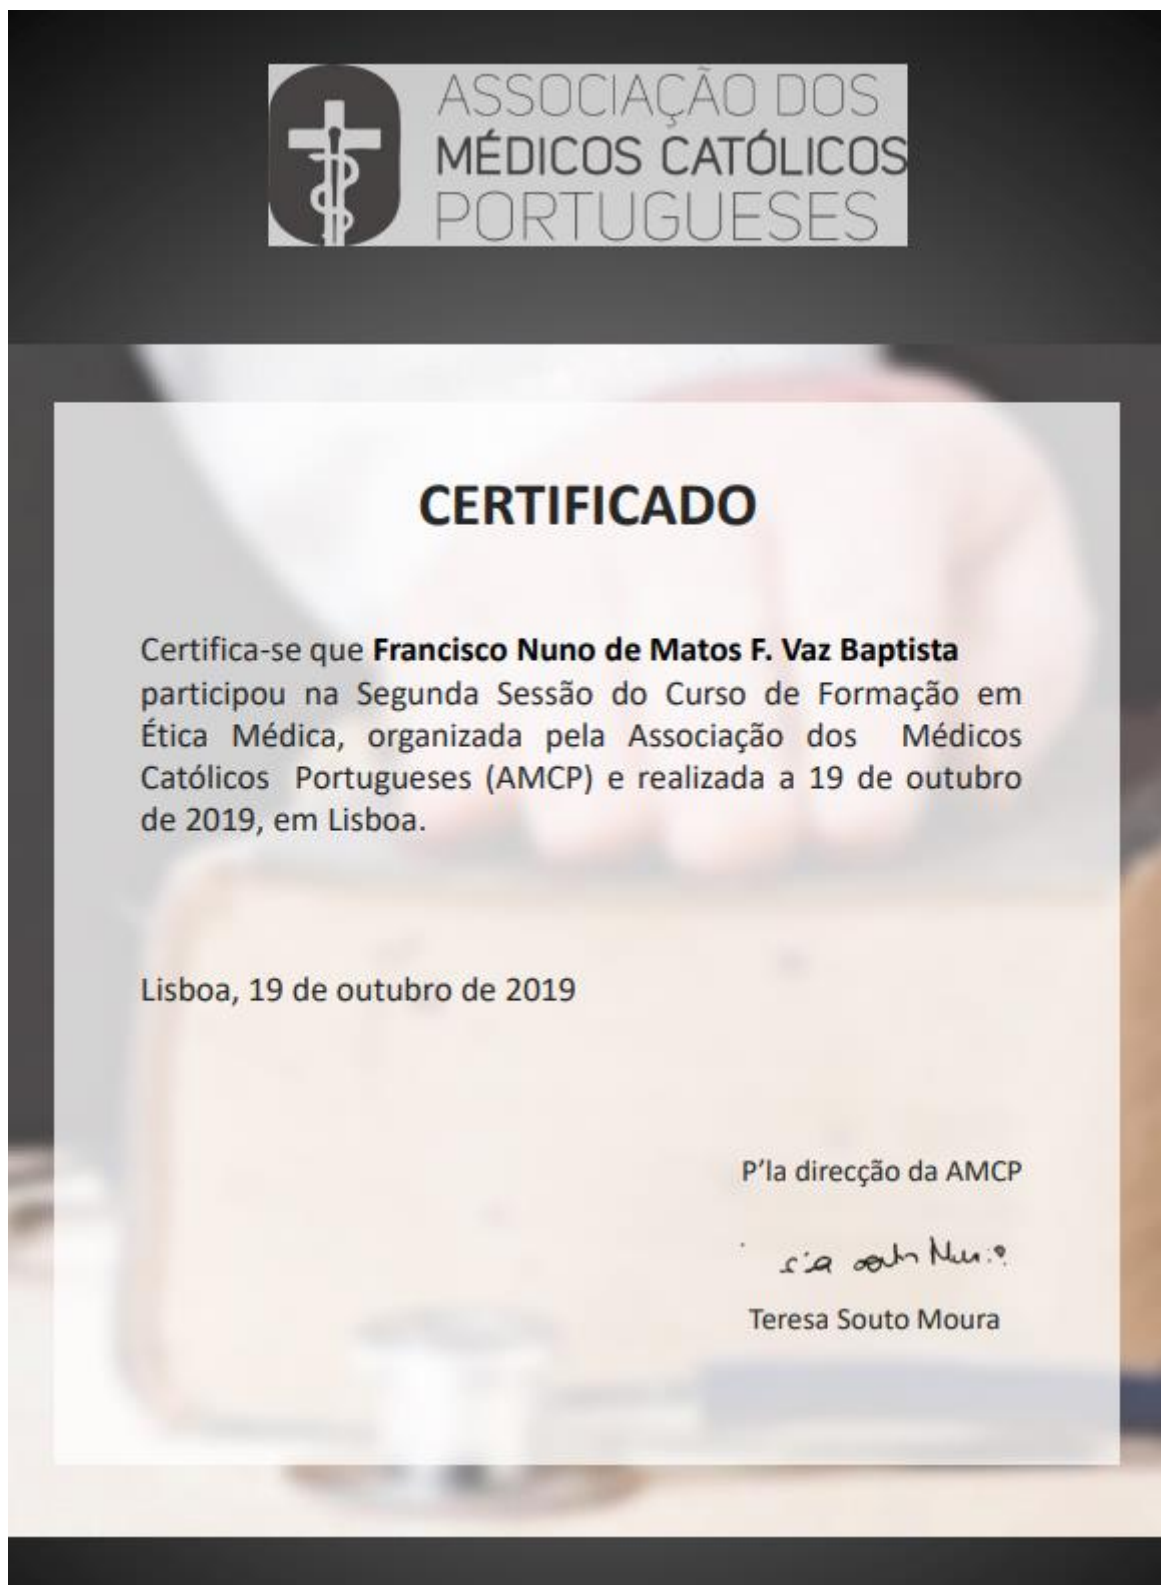 ASSOCIAÇÃO DOS
MÉDICOS CATÓLICOS
PORTUGUESES
CERTIFICADO
Certifica-se que Francisco Nuno de Matos F. Vaz Baptista
participou na Segunda Sessão do Curso de Formação em
Ética Médica, organizada pela Associação dos Médicos
Católicos Portugueses (AMCP) e realizada a 19 de outubro
de 2019, em Lisboa.
Lisboa, 19 de outubro de 2019
P’la direcção da AMCP
Teresa Souto Moura